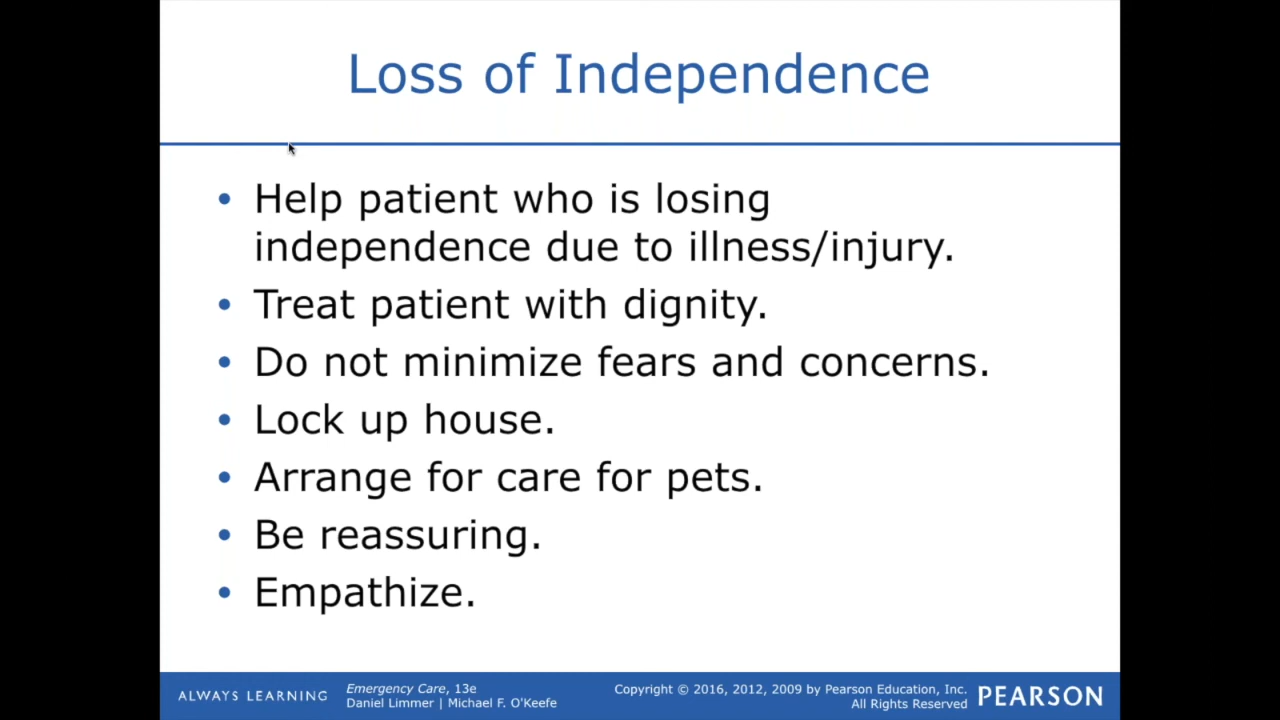 Loss of Independence
• Help patient who is losing
independence due to illness/injury.
• Treat patient with dignity.
• Do not minimize fears and concerns.
• Lock up house.
• Arrange for care for pets.
• Be reassuring.
• Empathize.
ALWAYS LEARNING
Emergency Care, 13e
Daniel Limmer | Michael F. O'Keefe
Copyright © 2016, 2012, 2009 by Pearson Education, Inc.
All Rights Reserved
PEARSON